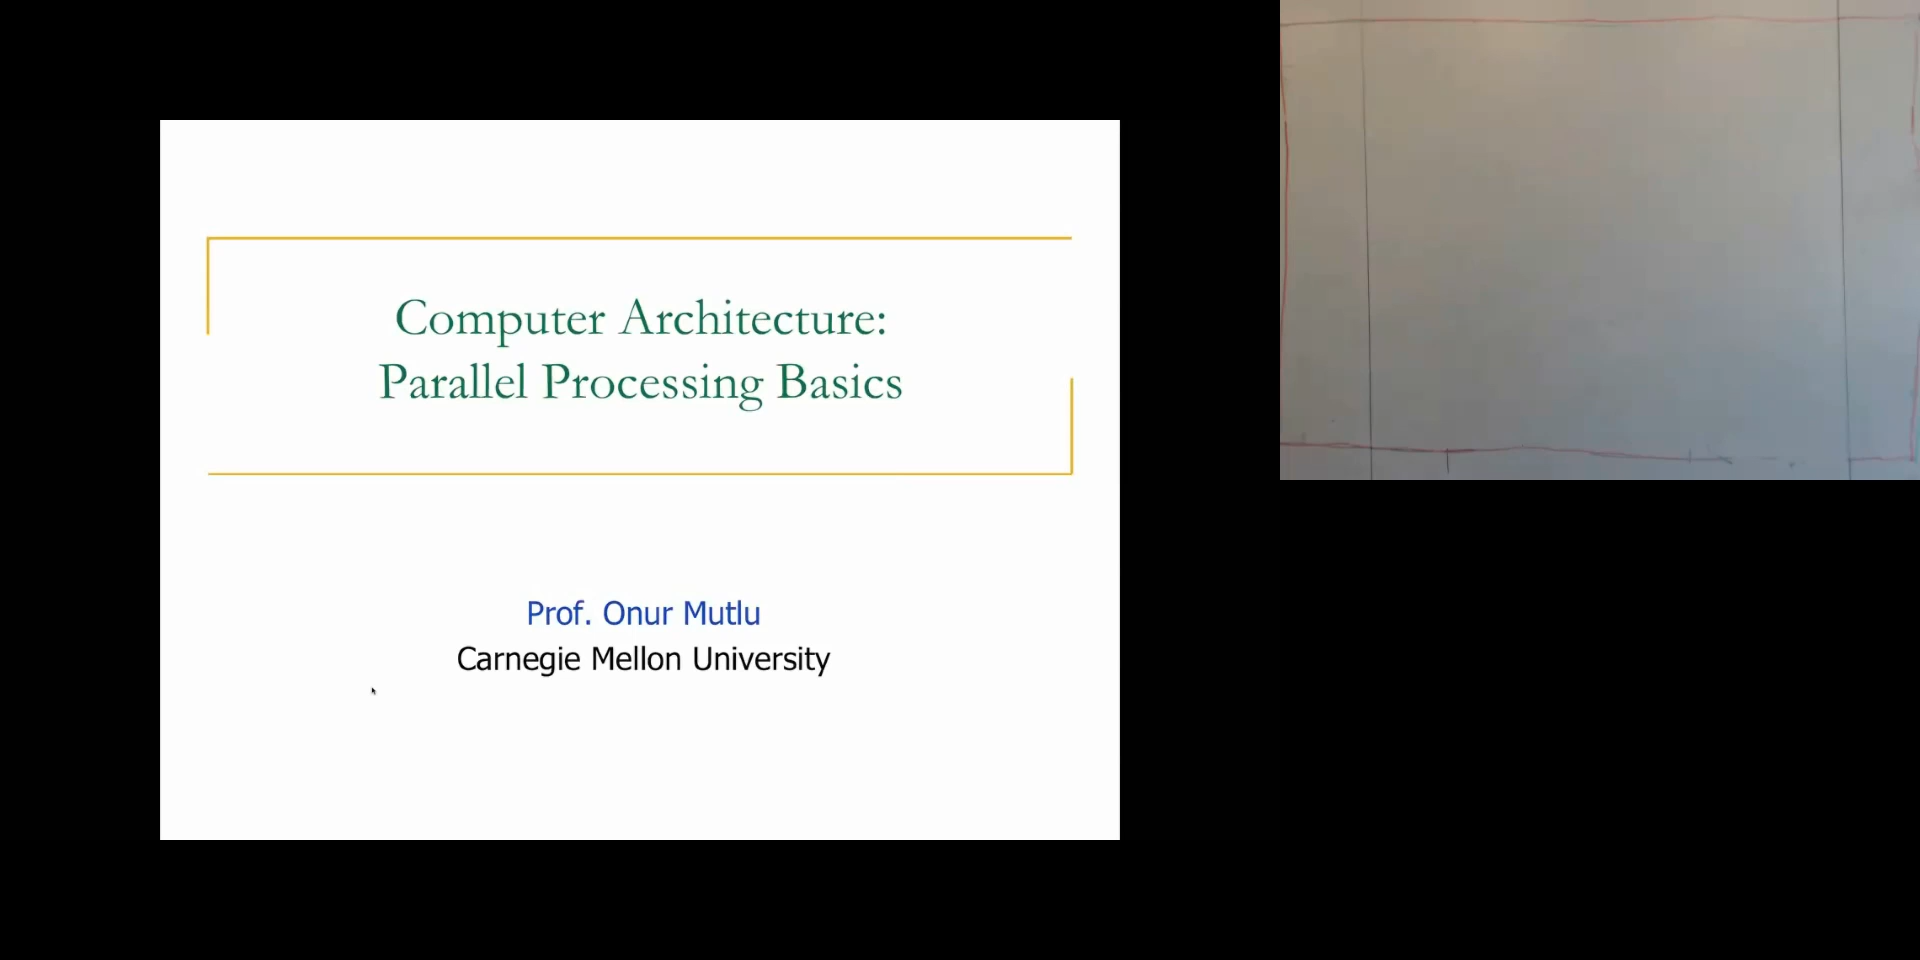 Computer Architecture:
Parallel Processing Basics
Prof. Onur Mutlu
Carnegie Mellon University